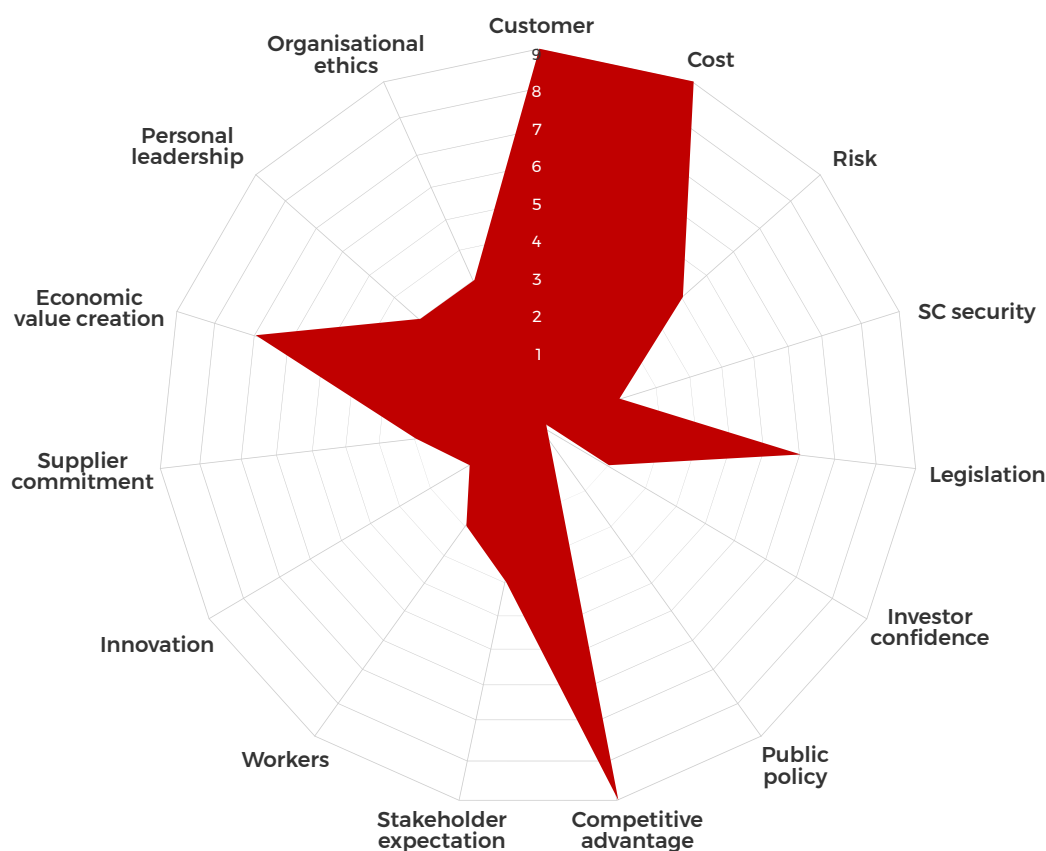 Customer
Cost
Risk
SC security
Legislation
Investor
confidence
Public
policy
Competitive
advantage
Stakeholder
expectation
Workers
Innovation
Supplier
commitment
Economic
value creation
Personal
leadership
Organisational
ethics
9
8
7
6
5
4
3
2
1